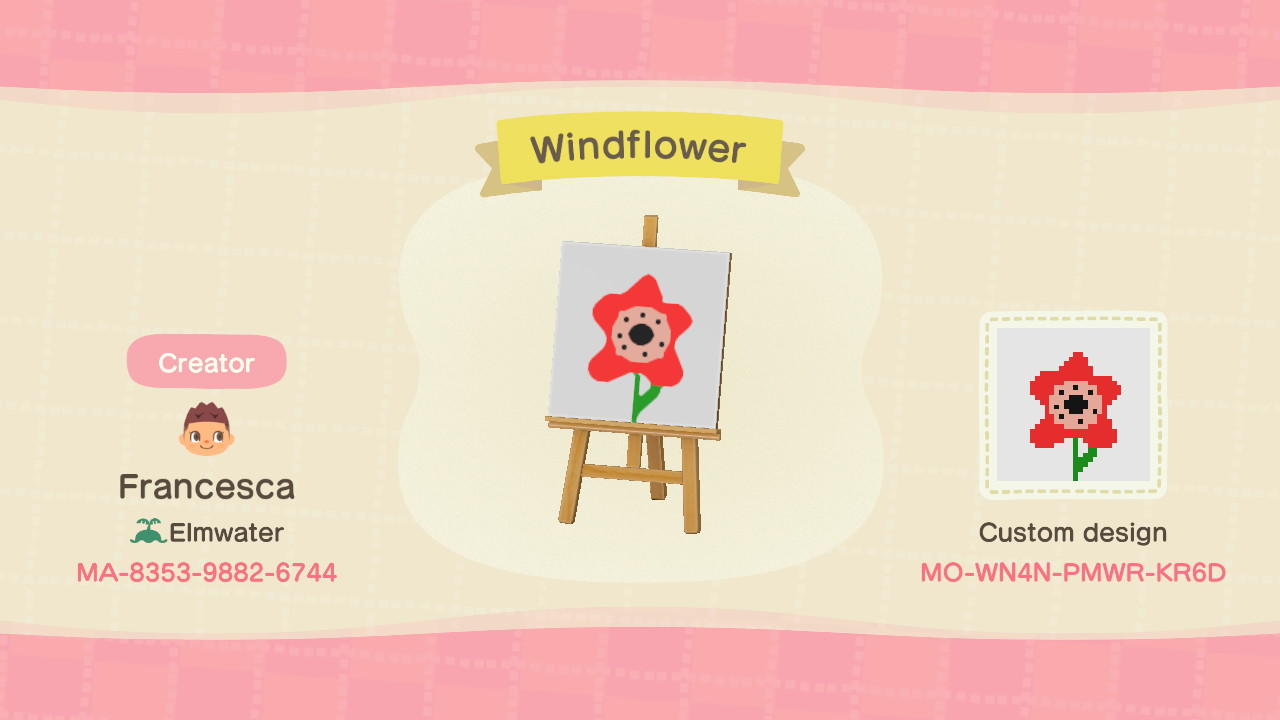 Windflower
Creator
Francesca
Elmwater
MA-8353-9882-6744
Custom design
MO-WN4N-PMWR-KR6D